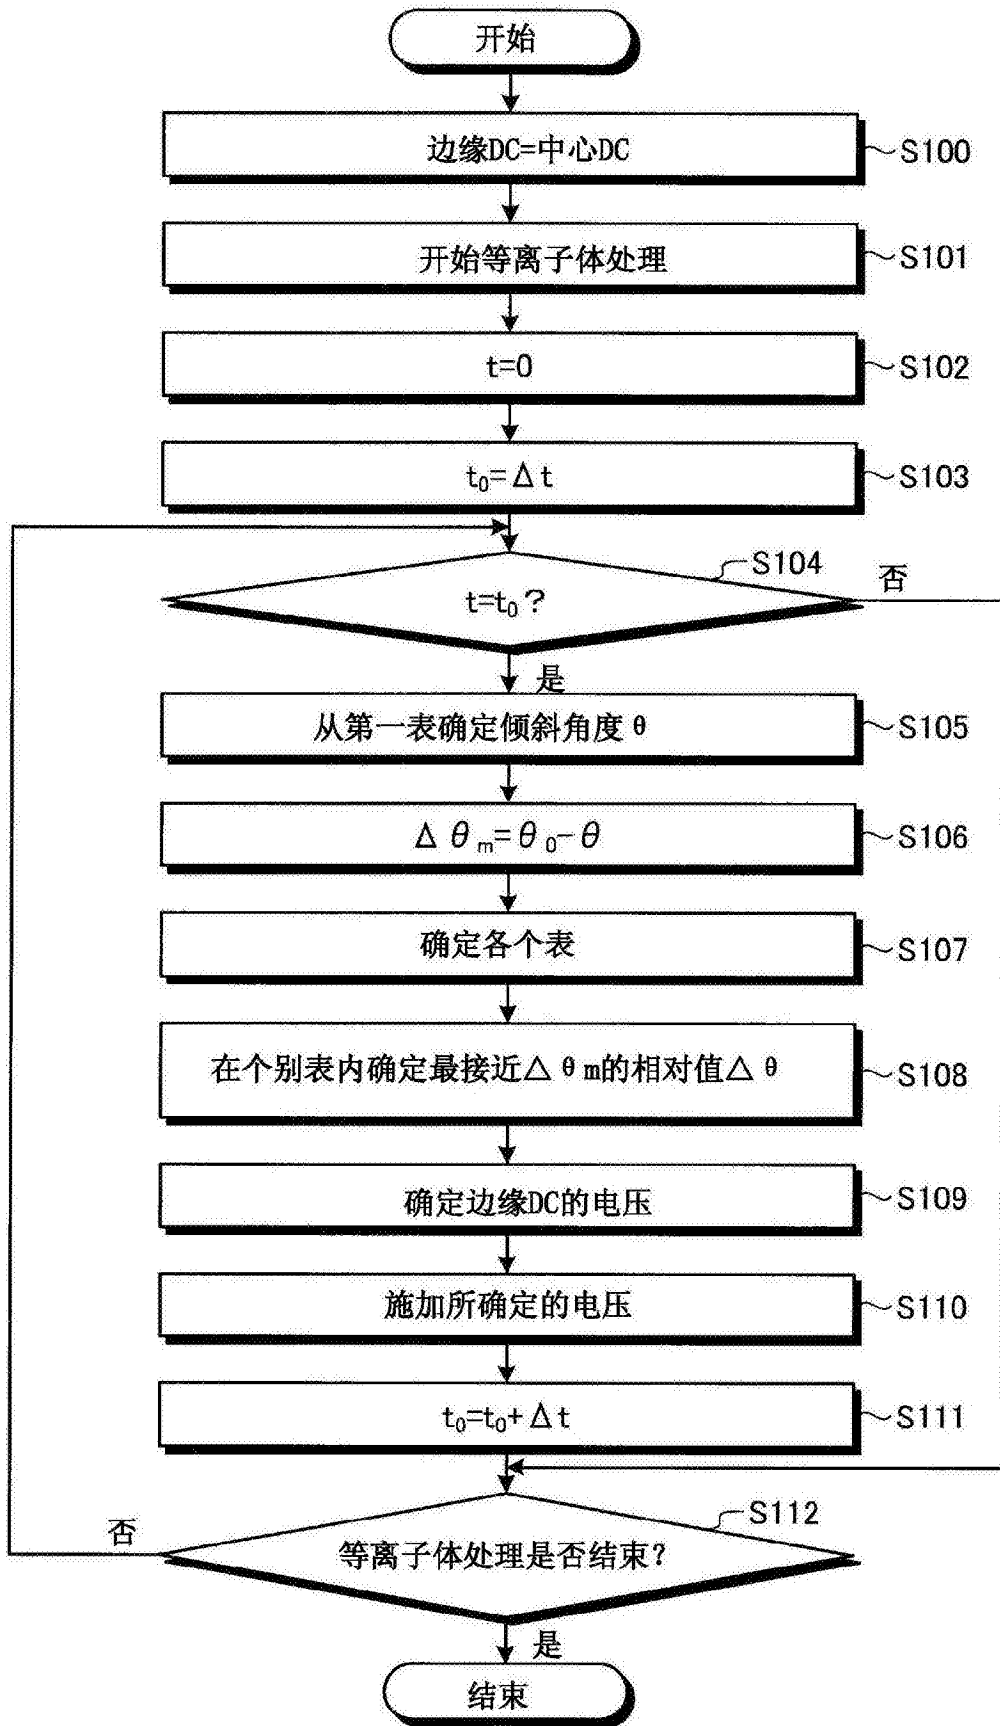 开始
边缘DC=中心DC
S100
开始等离子体处理
S101
t=0
S102
t₀=Δt
S103
S104
否
t=t₀?
是
从第一表确定倾斜角度θ
S105
Δθₘ=θ₀-θ
S106
确定各个表
S107
在个别表内确定最接近△θm的相对值△θ
S108
确定边缘DC的电压
S109
施加所确定的电压
S110
t₀=t₀+Δt
S111
S112
否
等离子体处理是否结束?
是
结束